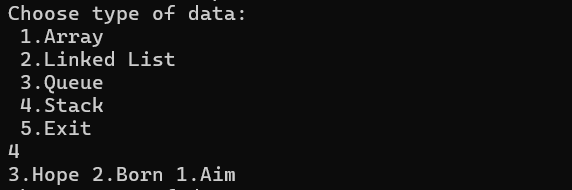 Choose type of data:
1.Array
2.Linked List
3.Queue
4.Stack
5.Exit
4
3.Hope 2.Born 1.Aim